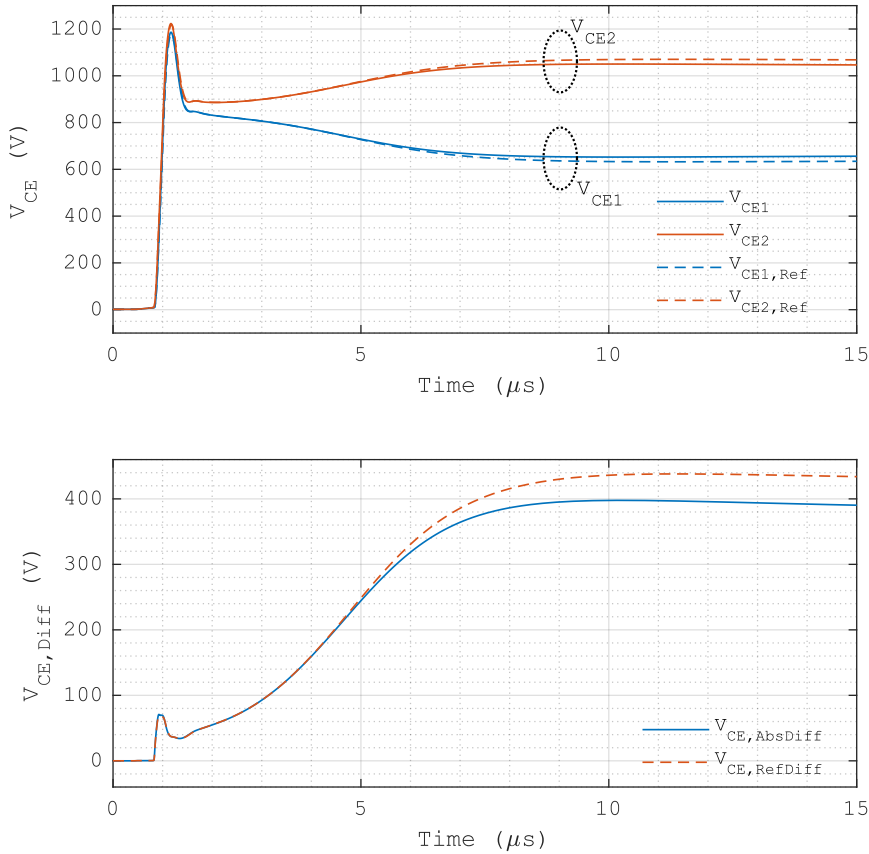 1200
1000
800
600
400
200
0
V_CE (V)
V_CE2
V_CE1
V_CE1
V_CE2
V_CE1,Ref
V_CE2,Ref
0 5 10 15
Time (μs)
400
300
200
100
0
V_CE,Diff (V)
V_CE,AbsDiff
V_CE,RefDiff
0 5 10 15
Time (μs)